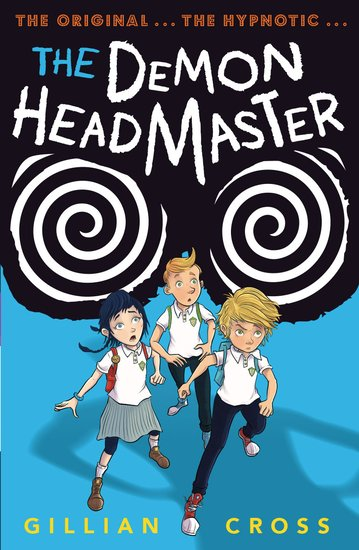 THE ORIGINAL... THE HYPNOTIC...
THE DEMON
HEADMASTER
GILLIAN CROSS